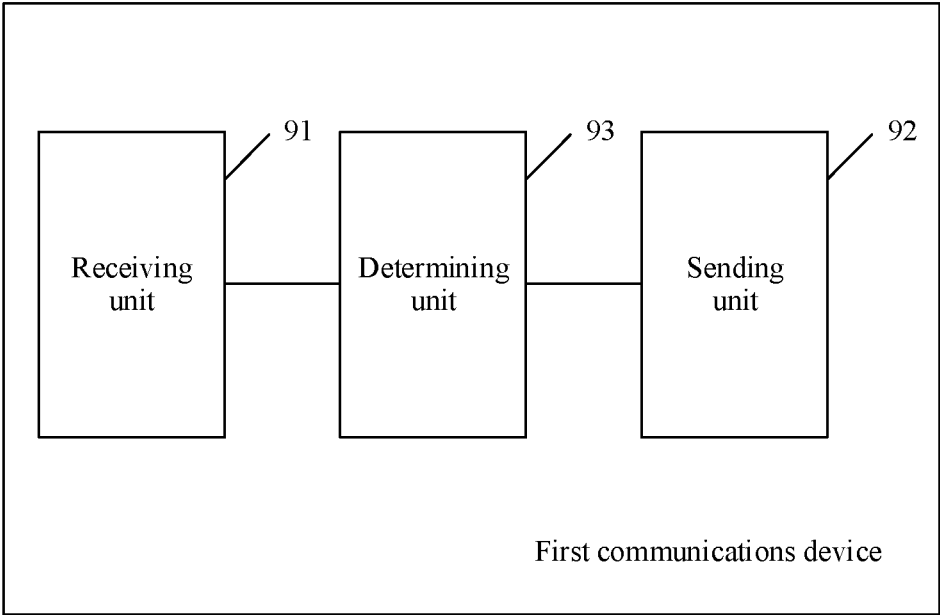 91
93
92
Receiving
unit
Determining
unit
Sending
unit
First communications device